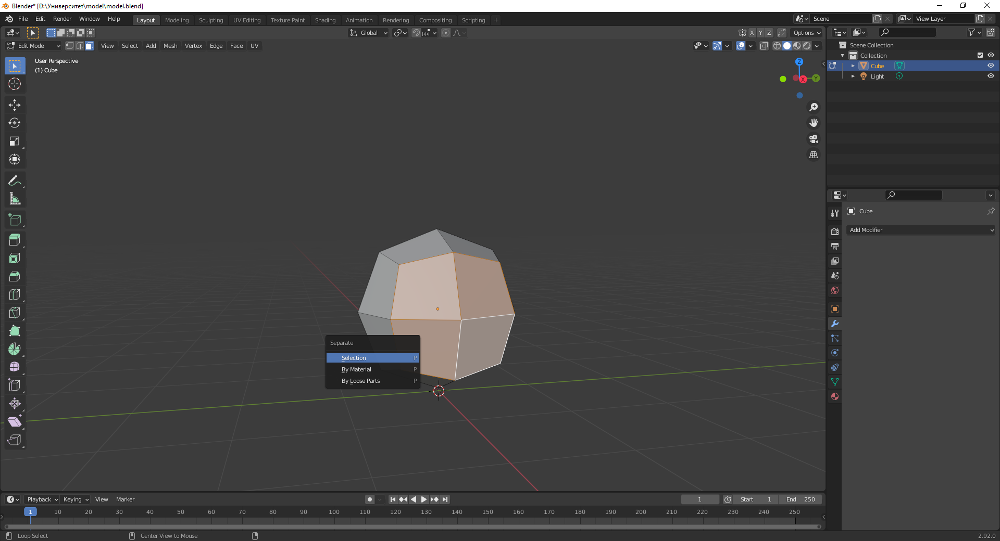 Blender* [D:\Университет\model\model.blend]
File Edit Render Window Help Layout Modeling Sculpting UV Editing Texture Paint Shading Animation Rendering Compositing Scripting + Scene View Layer
Global X Y Z Options
Edit Mode View Select Add Mesh Vertex Edge Face UV
User Perspective
(1) Cube
Z
X Y
Scene Collection
Collection
Cube
Light
Cube
Add Modifier
Separate
Selection P
By Material P
By Loose Parts P
Playback Keying View Marker 1 Start 1 End 250
1 10 20 30 40 50 60 70 80 90 100 110 120 130 140 150 160 170 180 190 200 210 220 230 240 250
Loop Select Center View to Mouse 2.92.0